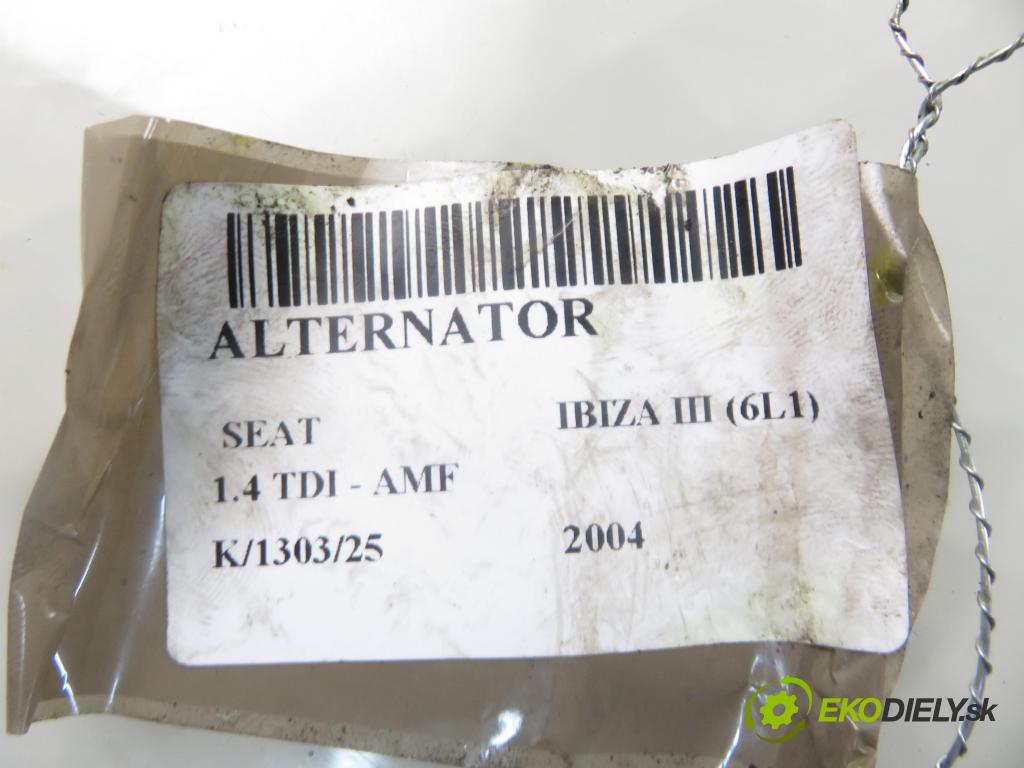 ALTERNATOR
SEAT IBIZA III (6L1)
1.4 TDI - AMF
K/1303/25 2004
EKODIELY.sk